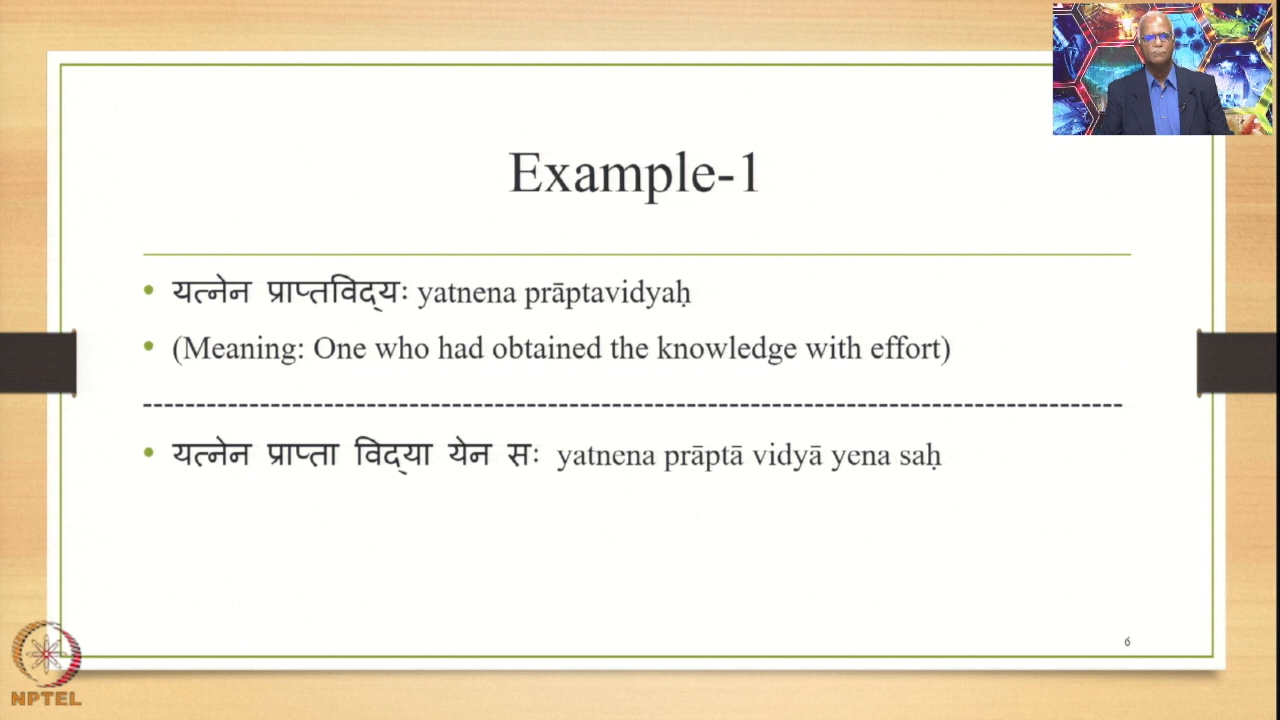 Example-1
• यत्नेन प्राप्तविद्यः yatnena prāptavidyaḥ
• (Meaning: One who had obtained the knowledge with effort)
--------------------------------------------------------------------------------------------
• यत्नेन प्राप्ता विद्या येन सः yatnena prāptā vidyā yena saḥ
6
NPTEL